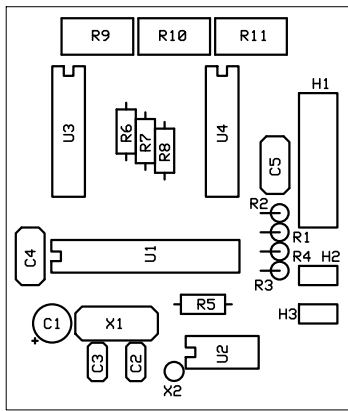 R9 R10 R11
H1
U3 R6 R7 R8 U4
C5
R2
R1
C4 U1 R4 H2
R3
R5
H3
C1 X1
+
C3 C2 U2
X2